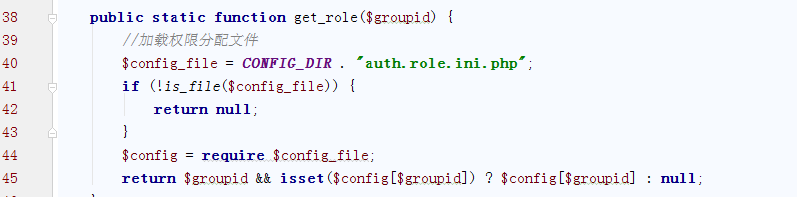 38 public static function get_role($groupid) {
39 //加载权限分配文件
40 $config_file = CONFIG_DIR . "auth.role.ini.php";
41 if (!is_file($config_file)) {
42 return null;
43 }
44 $config = require $config_file;
45 return $groupid && isset($config[$groupid]) ? $config[$groupid] : null;